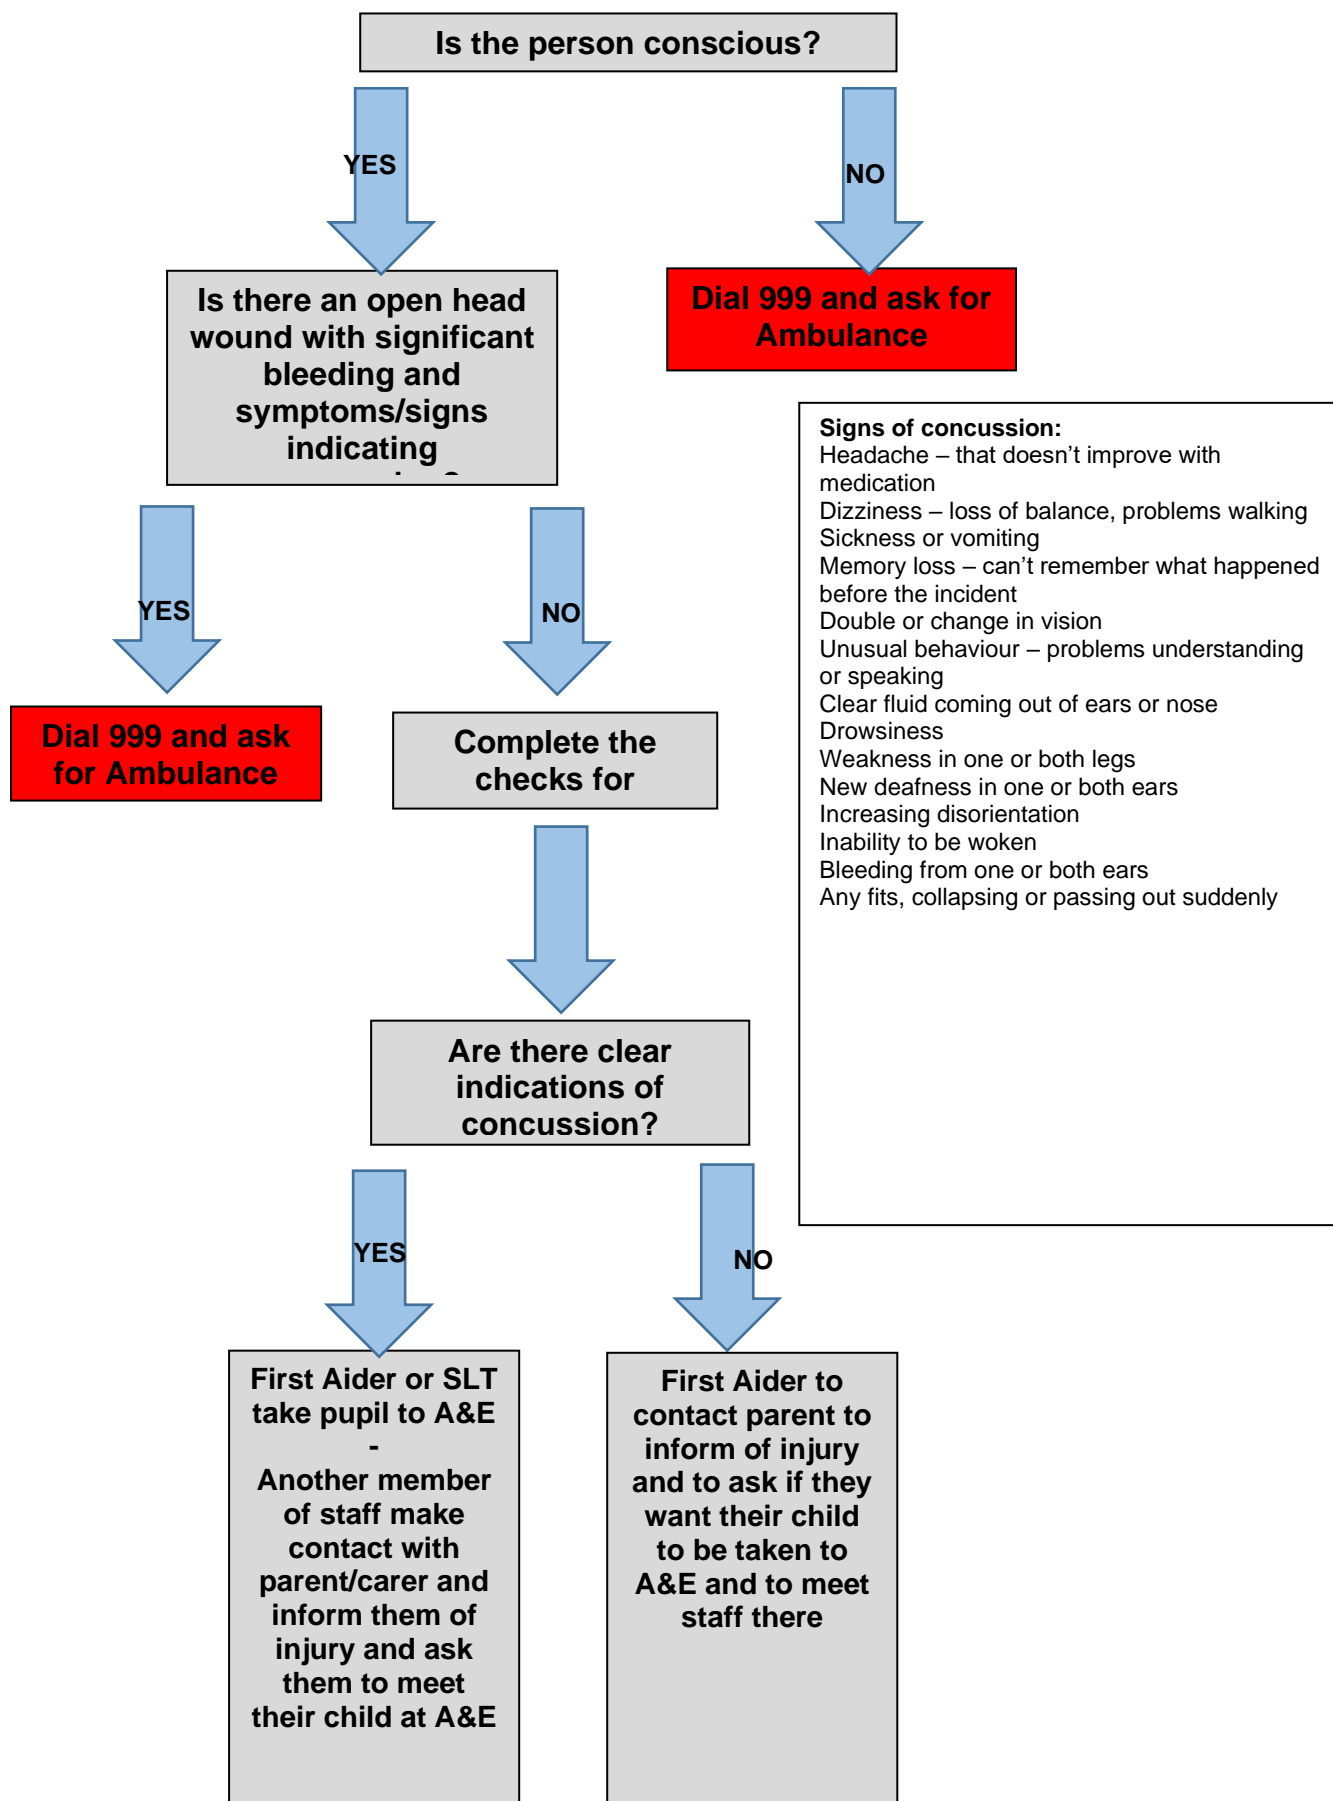 Is the person conscious?
YES
NO
Is there an open head
wound with significant
bleeding and
symptoms/signs
indicating
Dial 999 and ask for
Ambulance
Signs of concussion:
Headache – that doesn’t improve with
medication
Dizziness – loss of balance, problems walking
Sickness or vomiting
Memory loss – can’t remember what happened
before the incident
Double or change in vision
Unusual behaviour – problems understanding
or speaking
Clear fluid coming out of ears or nose
Drowsiness
Weakness in one or both legs
New deafness in one or both ears
Increasing disorientation
Inability to be woken
Bleeding from one or both ears
Any fits, collapsing or passing out suddenly
YES
NO
Dial 999 and ask
for Ambulance
Complete the
checks for
Are there clear
indications of
concussion?
YES
NO
First Aider or SLT
take pupil to A&E
-
Another member
of staff make
contact with
parent/carer and
inform them of
injury and ask
them to meet
their child at A&E
First Aider to
contact parent to
inform of injury
and to ask if they
want their child
to be taken to
A&E and to meet
staff there